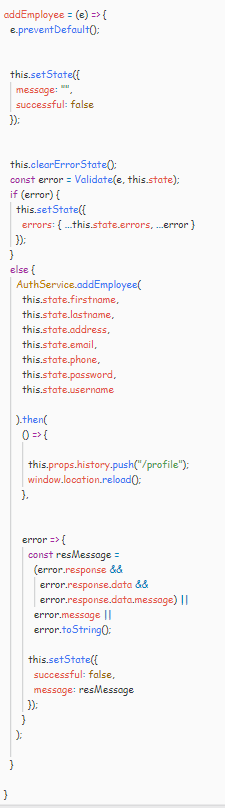 addEmployee = (e) => {
e.preventDefault();
this.setState({
message: "",
successful: false
});
this.clearErrorState();
const error = Validate(e, this.state);
if (error) {
this.setState({
errors: { ...this.state.errors, ...error }
});
}
else {
AuthService.addEmployee(
this.state.firstname,
this.state.lastname,
this.state.address,
this.state.email,
this.state.phone,
this.state.password,
this.state.username
).then(
() => {
this.props.history.push("/profile");
window.location.reload();
},
error => {
const resMessage =
(error.response &&
error.response.data &&
error.response.data.message) ||
error.message ||
error.toString();
this.setState({
successful: false,
message: resMessage
});
}
);
}
}